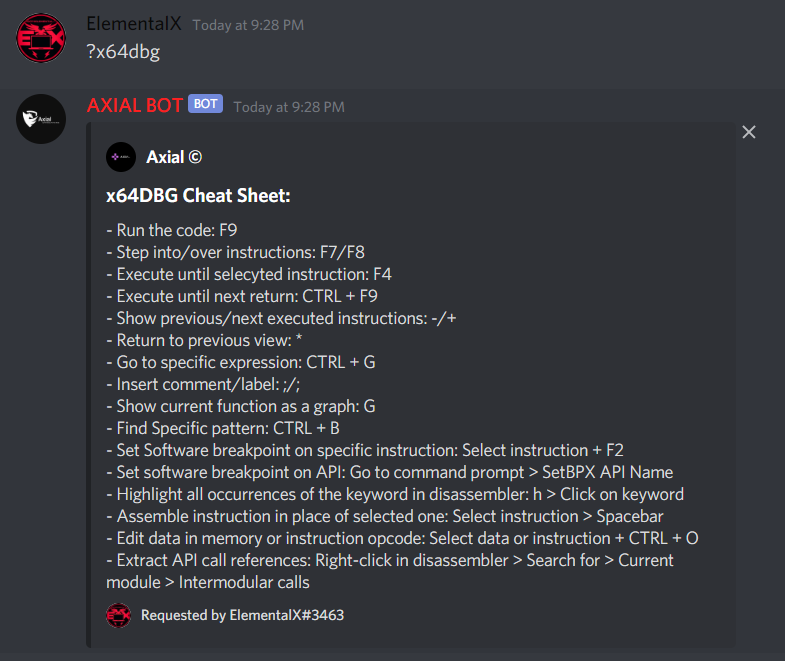 ElementalX Today at 9:28 PM
?x64dbg
AXIAL BOT BOT Today at 9:28 PM
Axial ©
x64DBG Cheat Sheet:
- Run the code: F9
- Step into/over instructions: F7/F8
- Execute until selecyted instruction: F4
- Execute until next return: CTRL + F9
- Show previous/next executed instructions: -/+
- Return to previous view: *
- Go to specific expression: CTRL + G
- Insert comment/label: ;/;
- Show current function as a graph: G
- Find Specific pattern: CTRL + B
- Set Software breakpoint on specific instruction: Select instruction + F2
- Set software breakpoint on API: Go to command prompt > SetBPX API Name
- Highlight all occurrences of the keyword in disassembler: h > Click on keyword
- Assemble instruction in place of selected one: Select instruction > Spacebar
- Edit data in memory or instruction opcode: Select data or instruction + CTRL + O
- Extract API call references: Right-click in disassembler > Search for > Current
module > Intermodular calls
Requested by ElementalX#3463